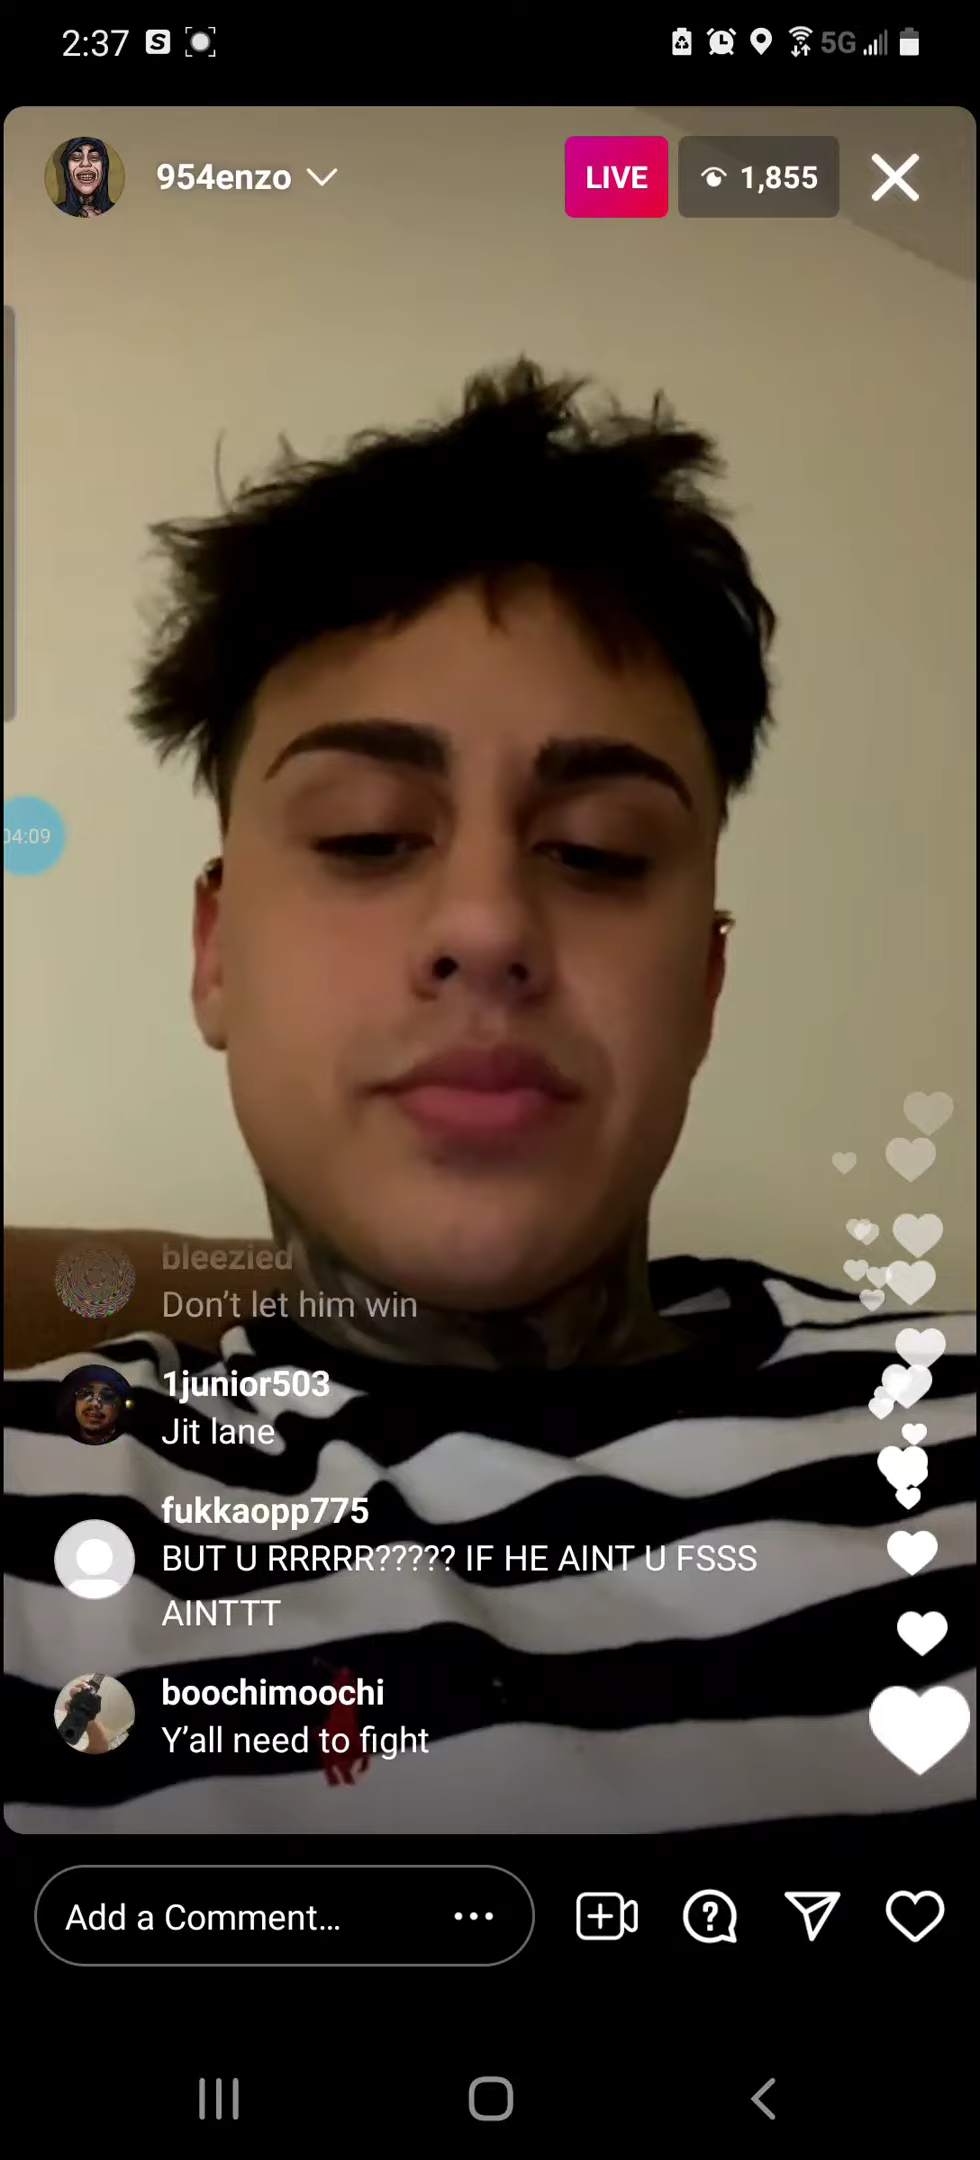 2:37 S 5G
954enzo LIVE 1,855
04:09
bleezied
Don’t let him win
1junior503
Jit lane
fukkaopp775
BUT U RRRRR????? IF HE AINT U FSSS
AINTTT
boochimoochi
Y’all need to fight
Add a Comment...